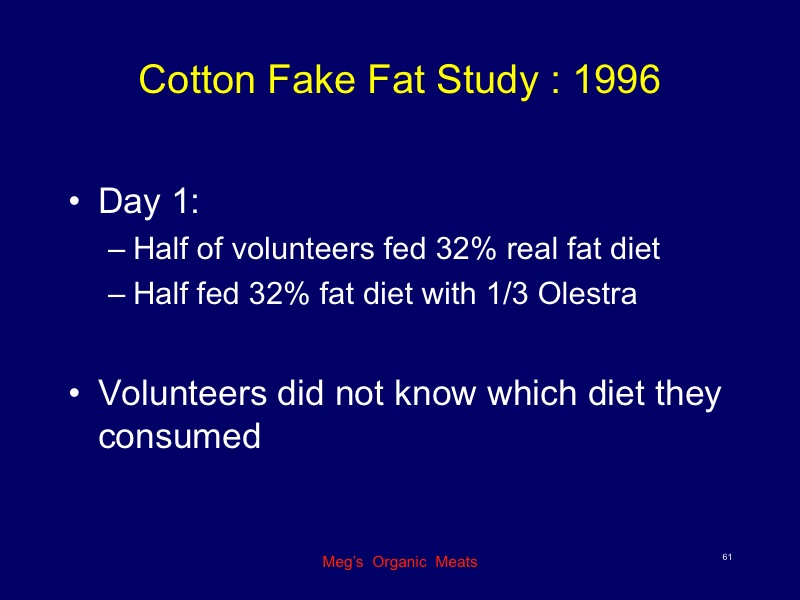 Cotton Fake Fat Study : 1996
• Day 1:
– Half of volunteers fed 32% real fat diet
– Half fed 32% fat diet with 1/3 Olestra
• Volunteers did not know which diet they
consumed
Meg’s Organic Meats
61